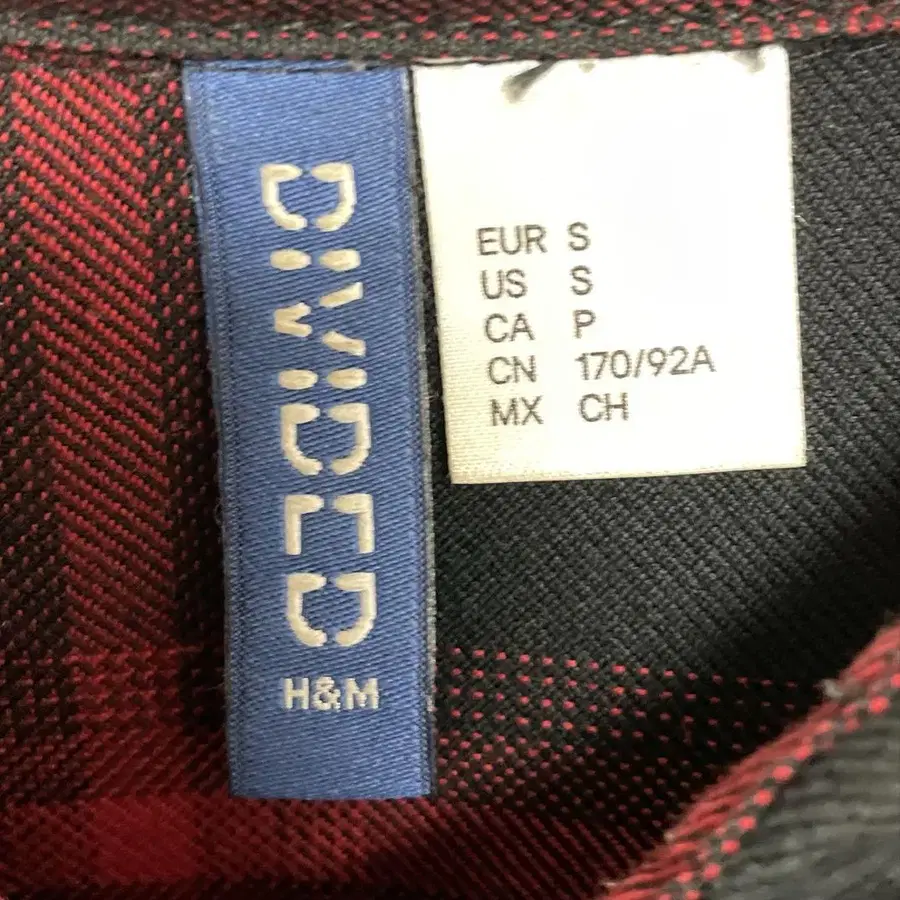 DIVIDED
H&M
EUR S
US S
CA P
CN 170/92A
MX CH